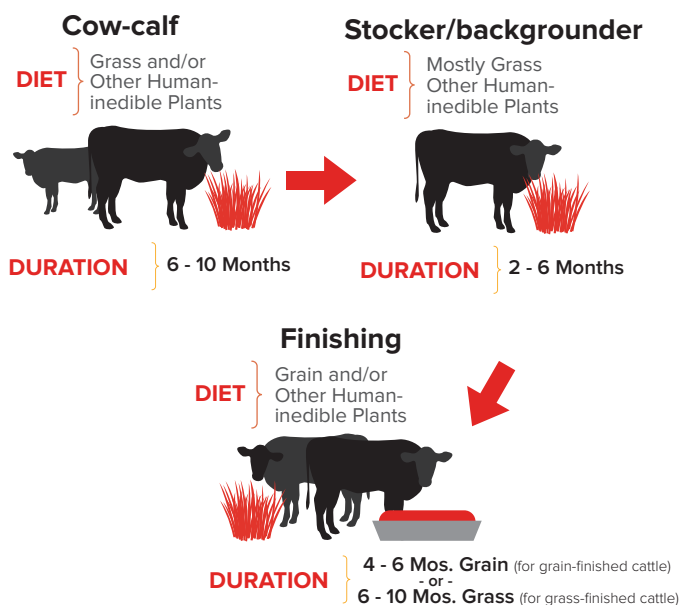 Cow-calf
DIET
Grass and/or
Other Human-
inedible Plants
DURATION
6 - 10 Months
Stocker/backgrounder
DIET
Mostly Grass
Other Human-
inedible Plants
DURATION
2 - 6 Months
Finishing
DIET
Grain and/or
Other Human-
inedible Plants
DURATION
4 - 6 Mos. Grain (for grain-finished cattle)
- or -
6 - 10 Mos. Grass (for grass-finished cattle)